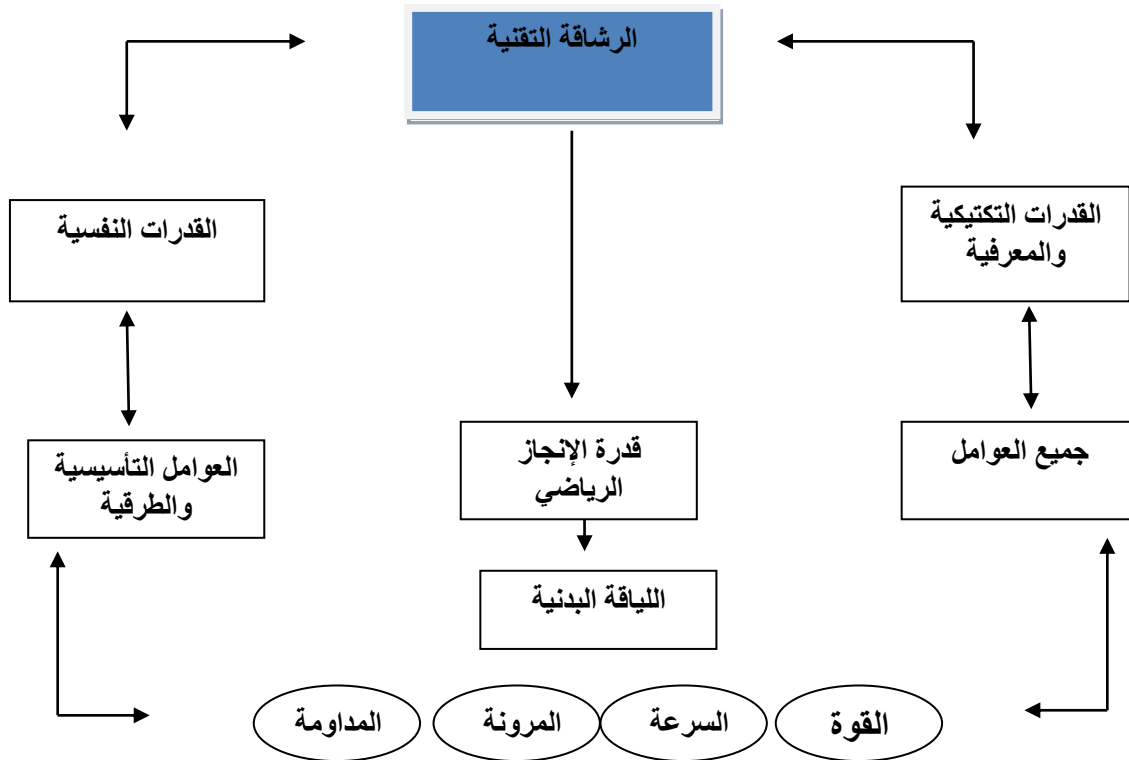 الرشاقة التقنية
القدرات التكتيكية
والمعرفية
القدرات النفسية
جميع العوامل
قدرة الإنجاز
الرياضي
العوامل التأسيسية
والطرقية
اللياقة البدنية
القوة
السرعة
المرونة
المداومة